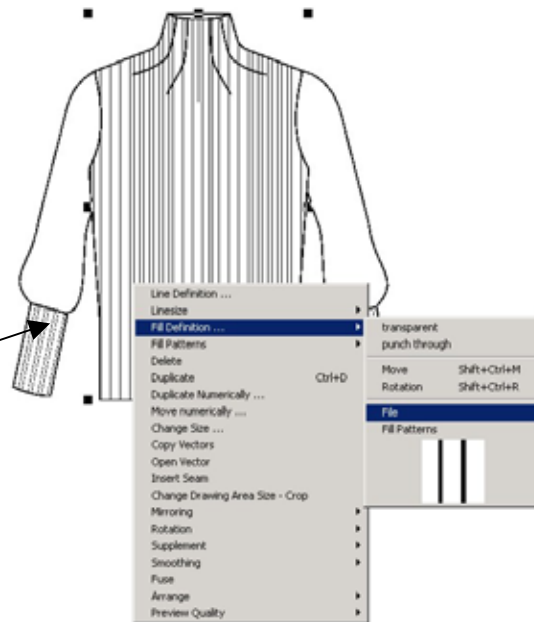 Line Definition ...
Linesize
Fill Definition ...
Fill Patterns
Delete
Duplicate Ctrl+D
Duplicate Numerically ...
Move numerically ....
Change Size ...
Copy Vectors
Open Vector
Insert Seam
Change Drawing Area Size - Crop
Mirroring
Rotation
Supplement
Smoothing
Fuse
Arrange
Preview Quality
transparent
punch through
Move Shift+Ctrl+M
Rotation Shift+Ctrl+R
File
Fill Patterns